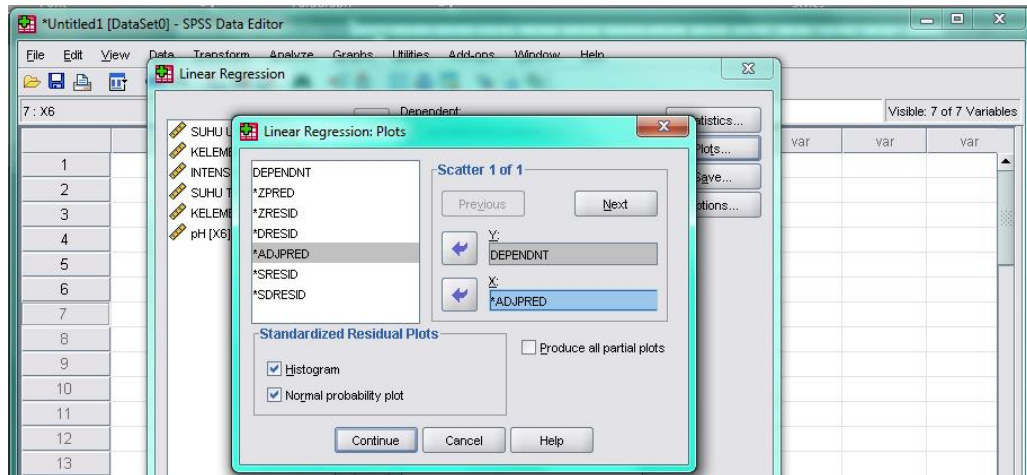 *Untitled1 [DataSet0] - SPSS Data Editor
File Edit View Data Transform Analyze Graphs Utilities Add-ons Window Help
Linear Regression
7 : X6
Dependent:
Visible: 7 of 7 Variables
var var var
SUHU
KELEME
INTENS
SUHU T
KELEME
pH [X6]
Plots...
Save...
Linear Regression: Plots
DEPENDNT
*ZPRED
*ZRESID
*DRESID
*ADJPRED
*SRESID
*SDRESID
Scatter 1 of 1
Previous Next
Y:
DEPENDNT
X:
*ADJPRED
Standardized Residual Plots
Histogram
Normal probability plot
Produce all partial plots
Continue Cancel Help
1
2
3
4
5
6
7
8
9
10
11
12
13